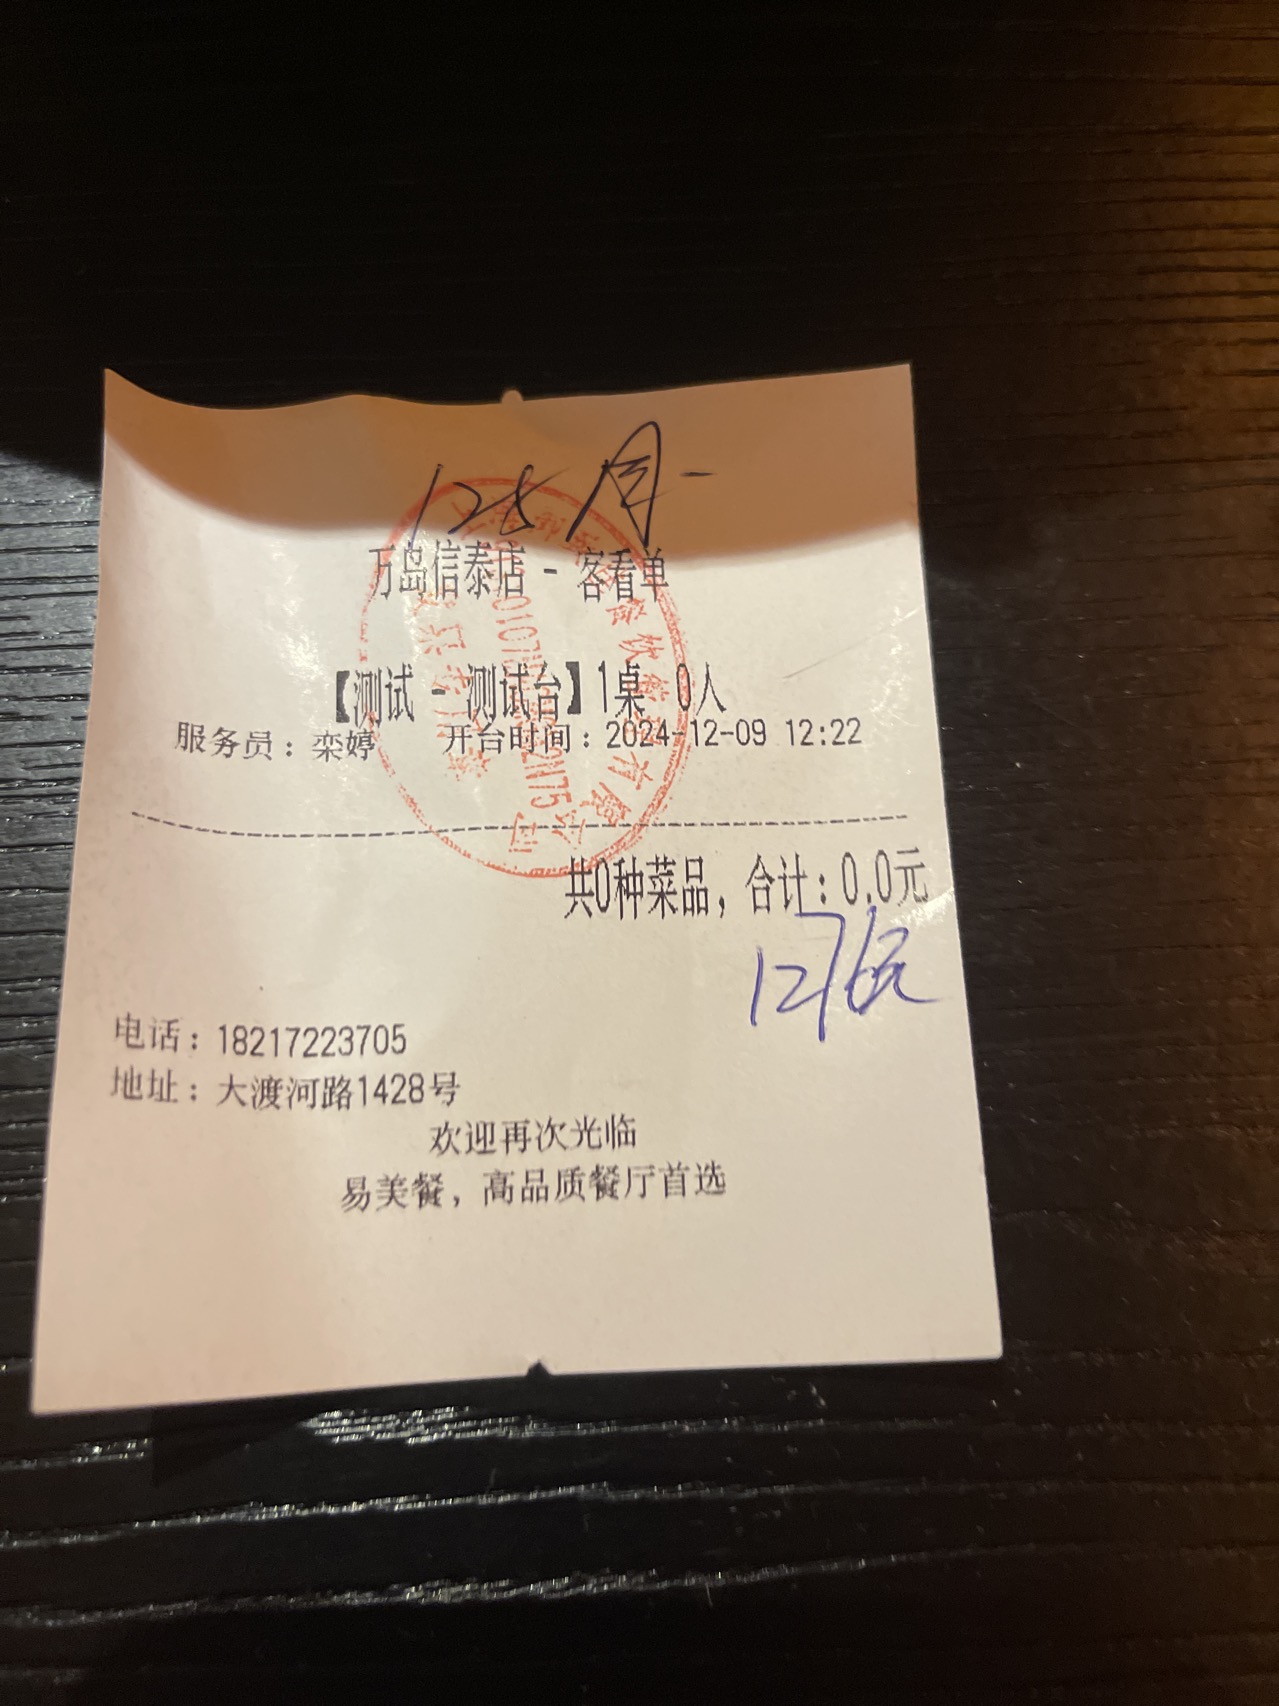 万岛信泰店 - 客看单
【测试 - 测试台】1桌 0人
服务员：栾婷 开台时间：2024-12-09 12:22
共0种菜品，合计：0.0元
1276元
电话：18217223705
地址：大渡河路1428号
欢迎再次光临
易美餐，高品质餐厅首选